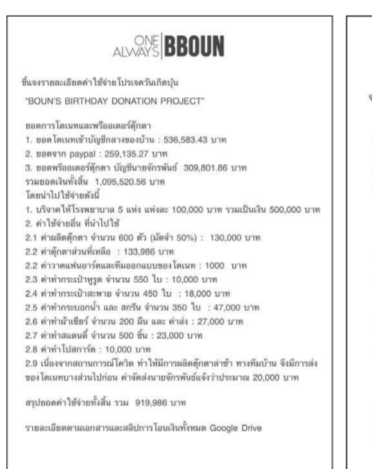 ONE
ALWAYS BBOUN
ชี้แจงรายละเอียดค่าใช้จ่ายโปรเจควันเกิดบุ๋น
"BOUN'S BIRTHDAY DONATION PROJECT"
ยอดการโดเนทและพรีออเดอร์ตุ๊กตา
1. ยอดโดเนทเข้าบัญชีกลางของบ้าน : 536,583.43 บาท
2. ยอดจาก paypal : 259,135.27 บาท
3. ยอดพรีออเดอร์ตุ๊กตา บัญชีนายจักรพันธ์ 309,801.86 บาท
รวมยอดเงินทั้งสิ้น 1,095,520.56 บาท
โดยนำไปใช้จ่ายดังนี้
1. บริจาคให้โรงพยาบาล 5 แห่ง แห่งละ 100,000 บาท รวมเป็นเงิน 500,000 บาท
2. ค่าใช้จ่ายอื่น ที่นำไปใช้
2.1 ค่าผลิตตุ๊กตา จำนวน 600 ตัว (มัดจำ 50%) : 130,000 บาท
2.2 ค่าตุ๊กตาส่วนที่เหลือ : 133,986 บาท
2.2 ค่าวาดแฟนอาร์ตและทีมออกแบบของโดเนท : 1000 บาท
2.3 ค่าทำกระเป๋าหูรูด จำนวน 550 ใบ : 10,000 บาท
2.4 ค่าทำกระเป๋าสะพาย จำนวน 450 ใบ : 18,000 บาท
2.5 ค่าทำกระบอกน้ำ และ สกรีน จำนวน 350 ใบ : 47,000 บาท
2.6 ค่าทำผ้าเชียร์ จำนวน 200 ผืน และ ค่าส่ง : 27,000 บาท
2.7 ค่าทำสแตนดี้ จำนวน 500 ชิ้น : 23,000 บาท
2.8 ค่าทำโปสการ์ด : 10,000 บาท
2.9 เนื่องจากสถานการณ์โควิด ทำให้มีการผลิตตุ๊กตาล่าช้า ทางทีมบ้าน จึงมีการส่ง
ของโดเนทบางส่วนไปก่อน ค่าจัดส่งนายจักรพันธ์แจ้งว่าประมาณ 20,000 บาท
สรุปยอดค่าใช้จ่ายทั้งสิ้น รวม 919,986 บาท
รายละเอียดตามเอกสารและสลิปการโอนเงินทั้งหมด Google Drive